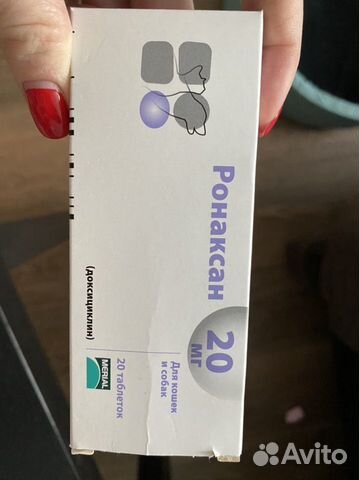 Ронаксан 20
мг
Для кошек
и собак
(доксициклин)
20 таблеток
MERIAL
Avito